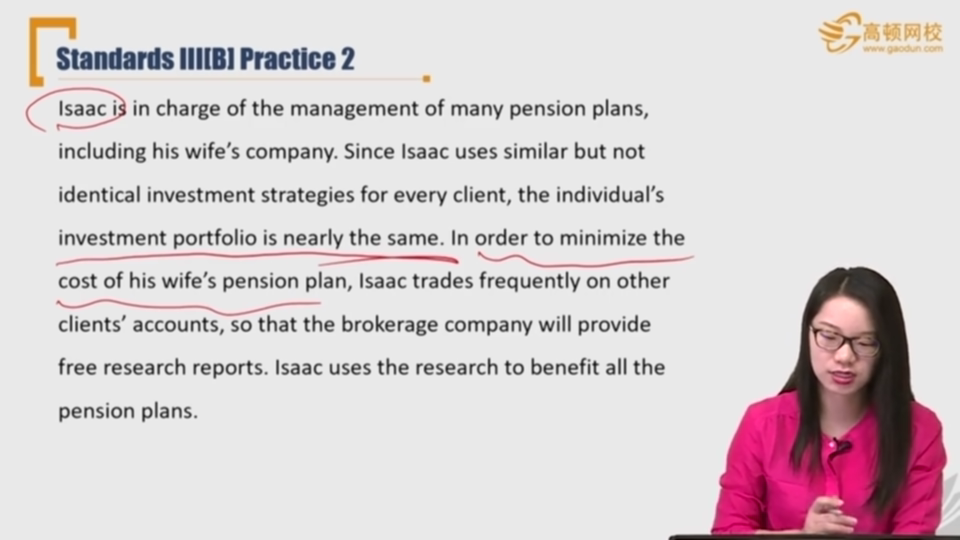 高顿网校
www.gaodun.com
Standards III[B] Practice 2
Isaac is in charge of the management of many pension plans,
including his wife’s company. Since Isaac uses similar but not
identical investment strategies for every client, the individual’s
investment portfolio is nearly the same. In order to minimize the
cost of his wife’s pension plan, Isaac trades frequently on other
clients’ accounts, so that the brokerage company will provide
free research reports. Isaac uses the research to benefit all the
pension plans.